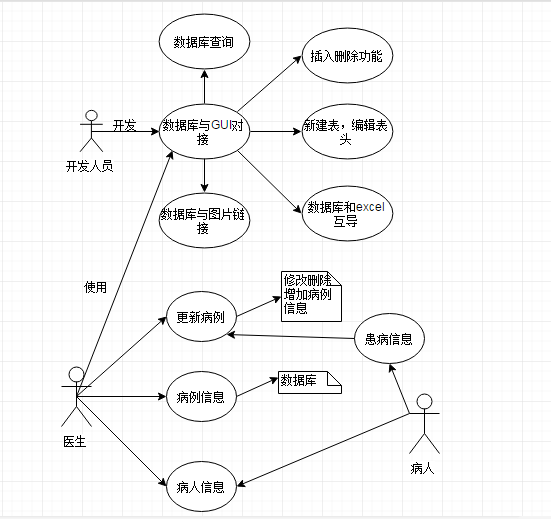 数据库查询
插入删除功能
开发
数据库与GUI对
接
新建表，编辑表
头
开发人员
数据库与图片链
接
数据库和excel
互导
使用
修改删除
增加病例
信息
更新病例
患病信息
数据库
病例信息
医生
病人
病人信息